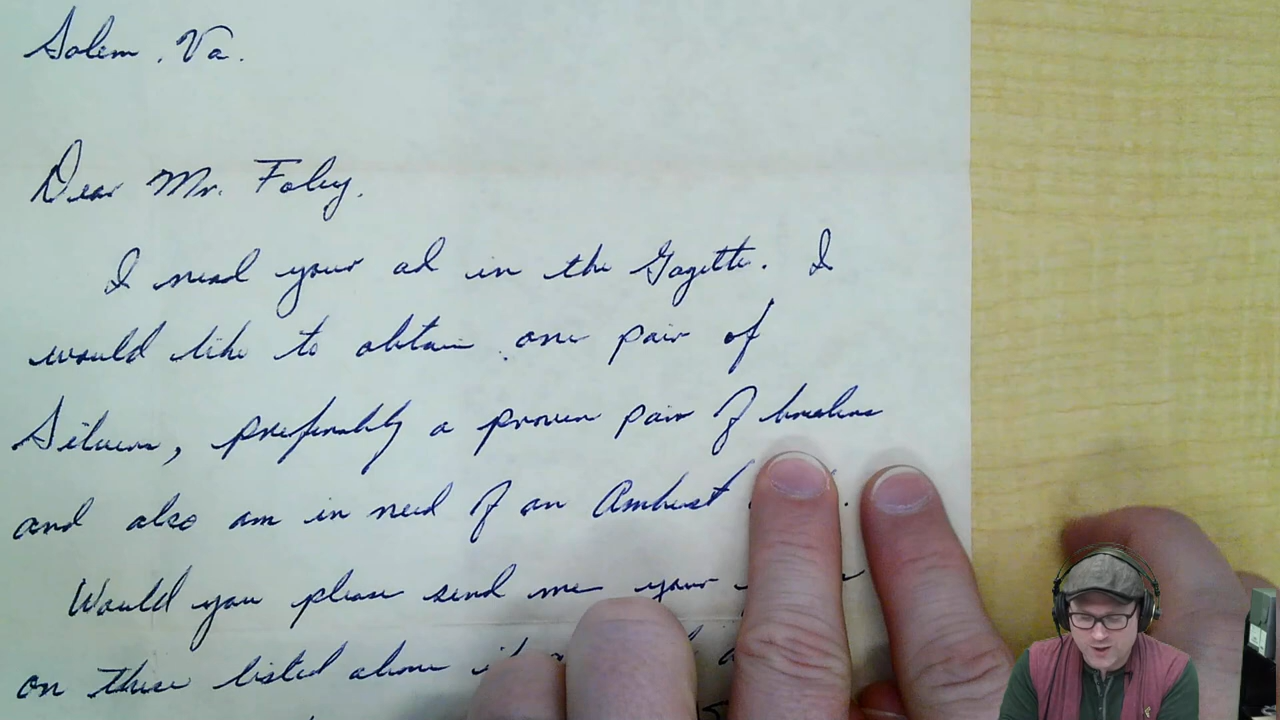 Salem, Va.
Dear Mr. Foley,
I read your ad in the Gazette. I
would like to obtain one pair of
Silvers, preferably a proven pair of breeders
and also am in need of an Amherst
Would you please send me your
on these listed above